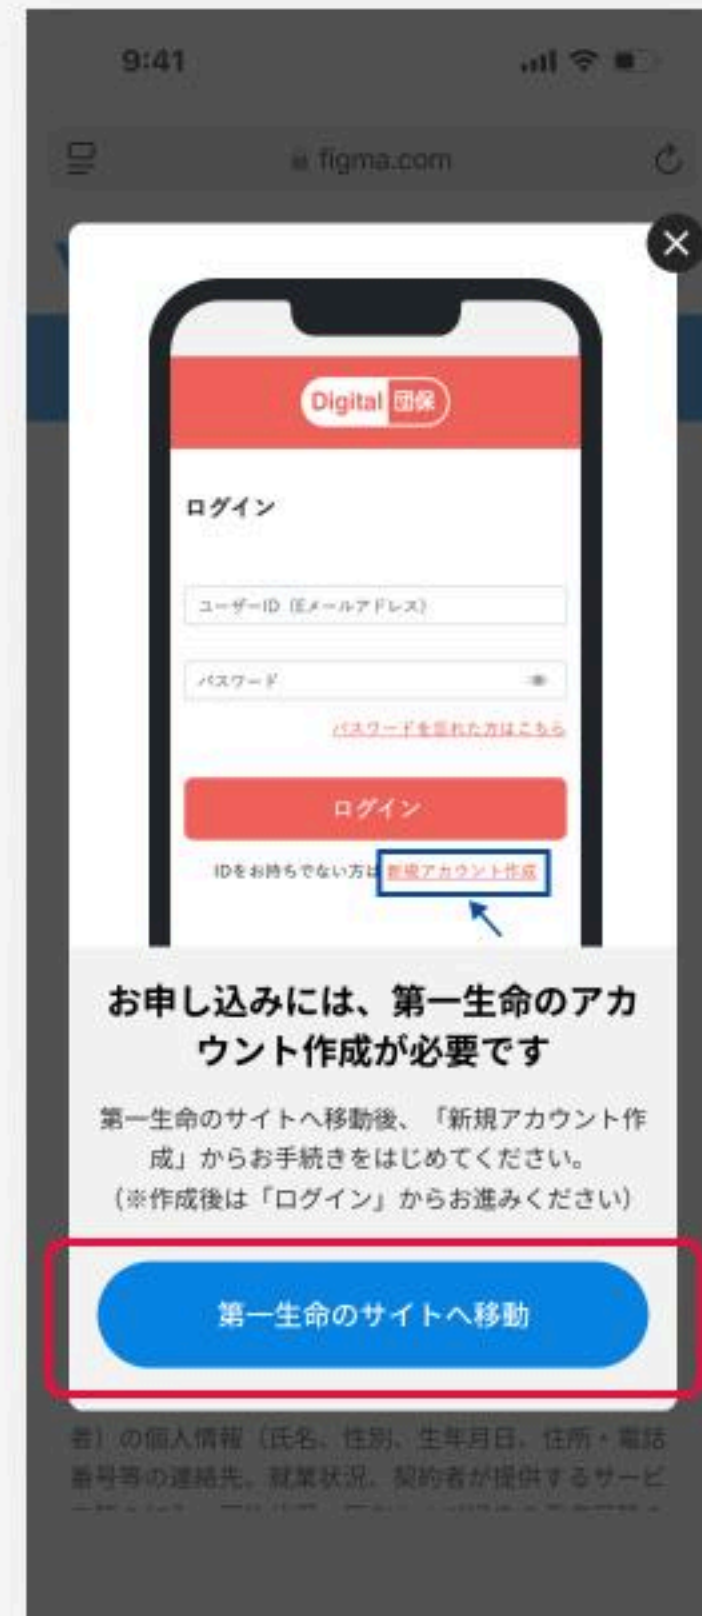 9:41
figma.com
Digital 団保
ログイン
ユーザーID（Eメールアドレス）
パスワード
パスワードを忘れた方はこちら
ログイン
IDをお持ちでない方は 新規アカウント作成
お申し込みには、第一生命のアカ
ウント作成が必要です
第一生命のサイトへ移動後、「新規アカウント作
成」からお手続きをはじめてください。
（※作成後は「ログイン」からお進みください）
第一生命のサイトへ移動
者）の個人情報（氏名、性別、生年月日、住所・電話
番号等の連絡先、就業状況、契約者が提供するサービ